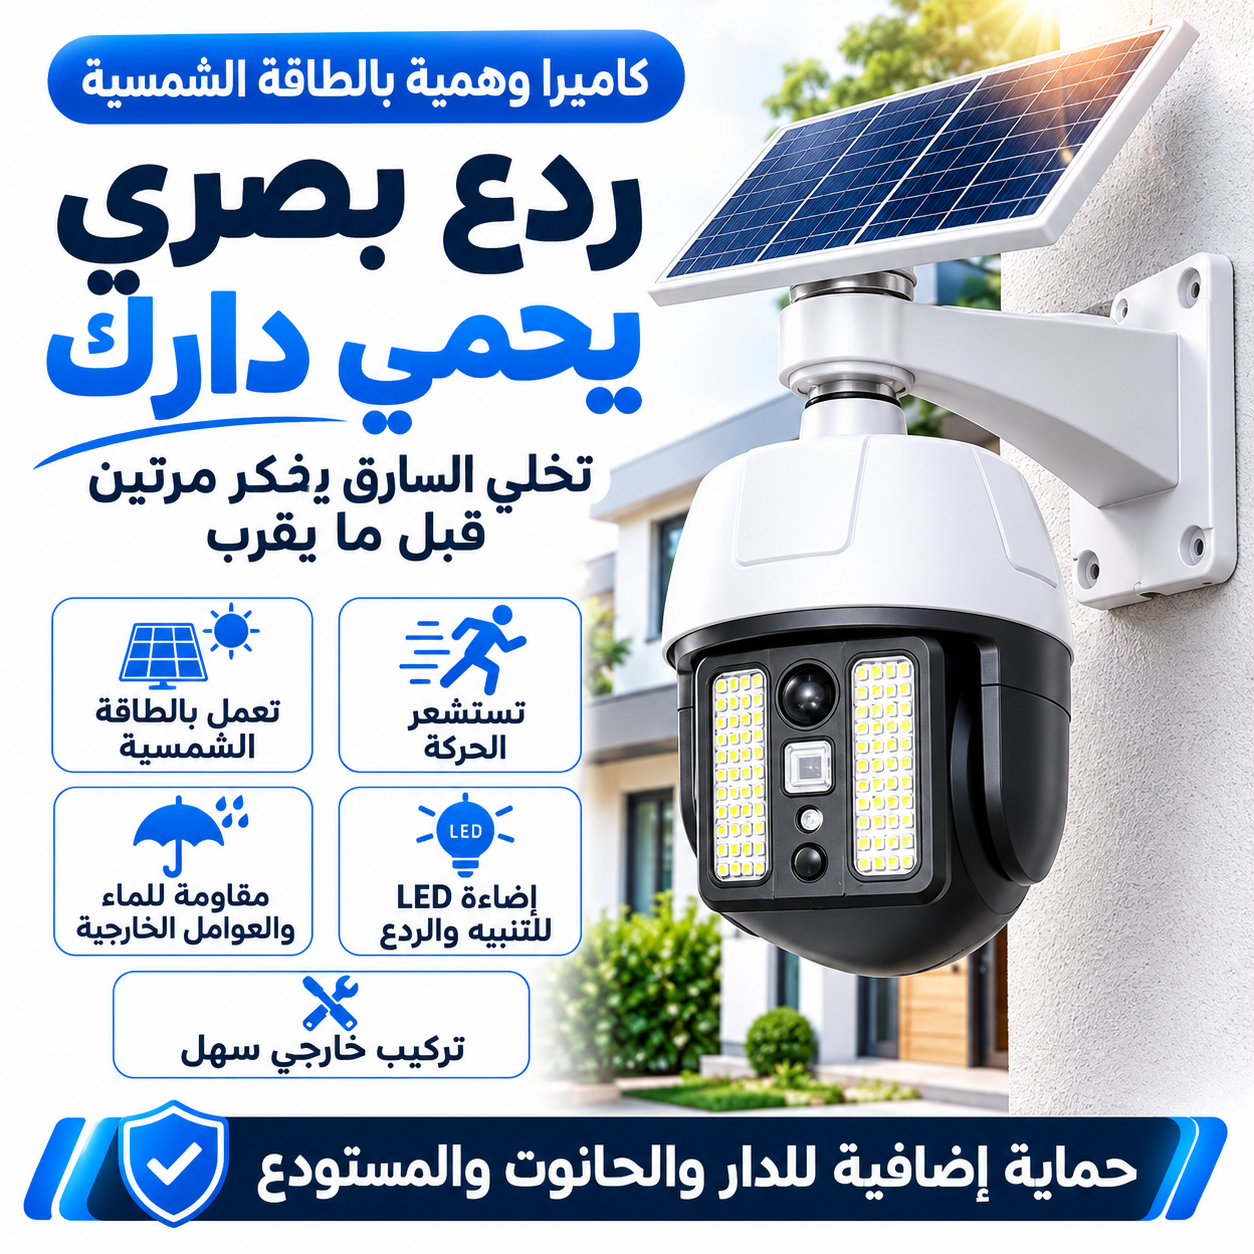 كاميرا وهمية بالطاقة الشمسية
ردع بصري
يحمي دارك
تخلي السارق يفكر مرتين
قبل ما يقرب
تستشعر
الحركة
تعمل بالطاقة
الشمسية
LED
إضاءة LED
للتنبيه والردع
مقاومة للماء
والعوامل الخارجية
تركيب خارجي سهل
حماية إضافية للدار والحانوت والمستودع